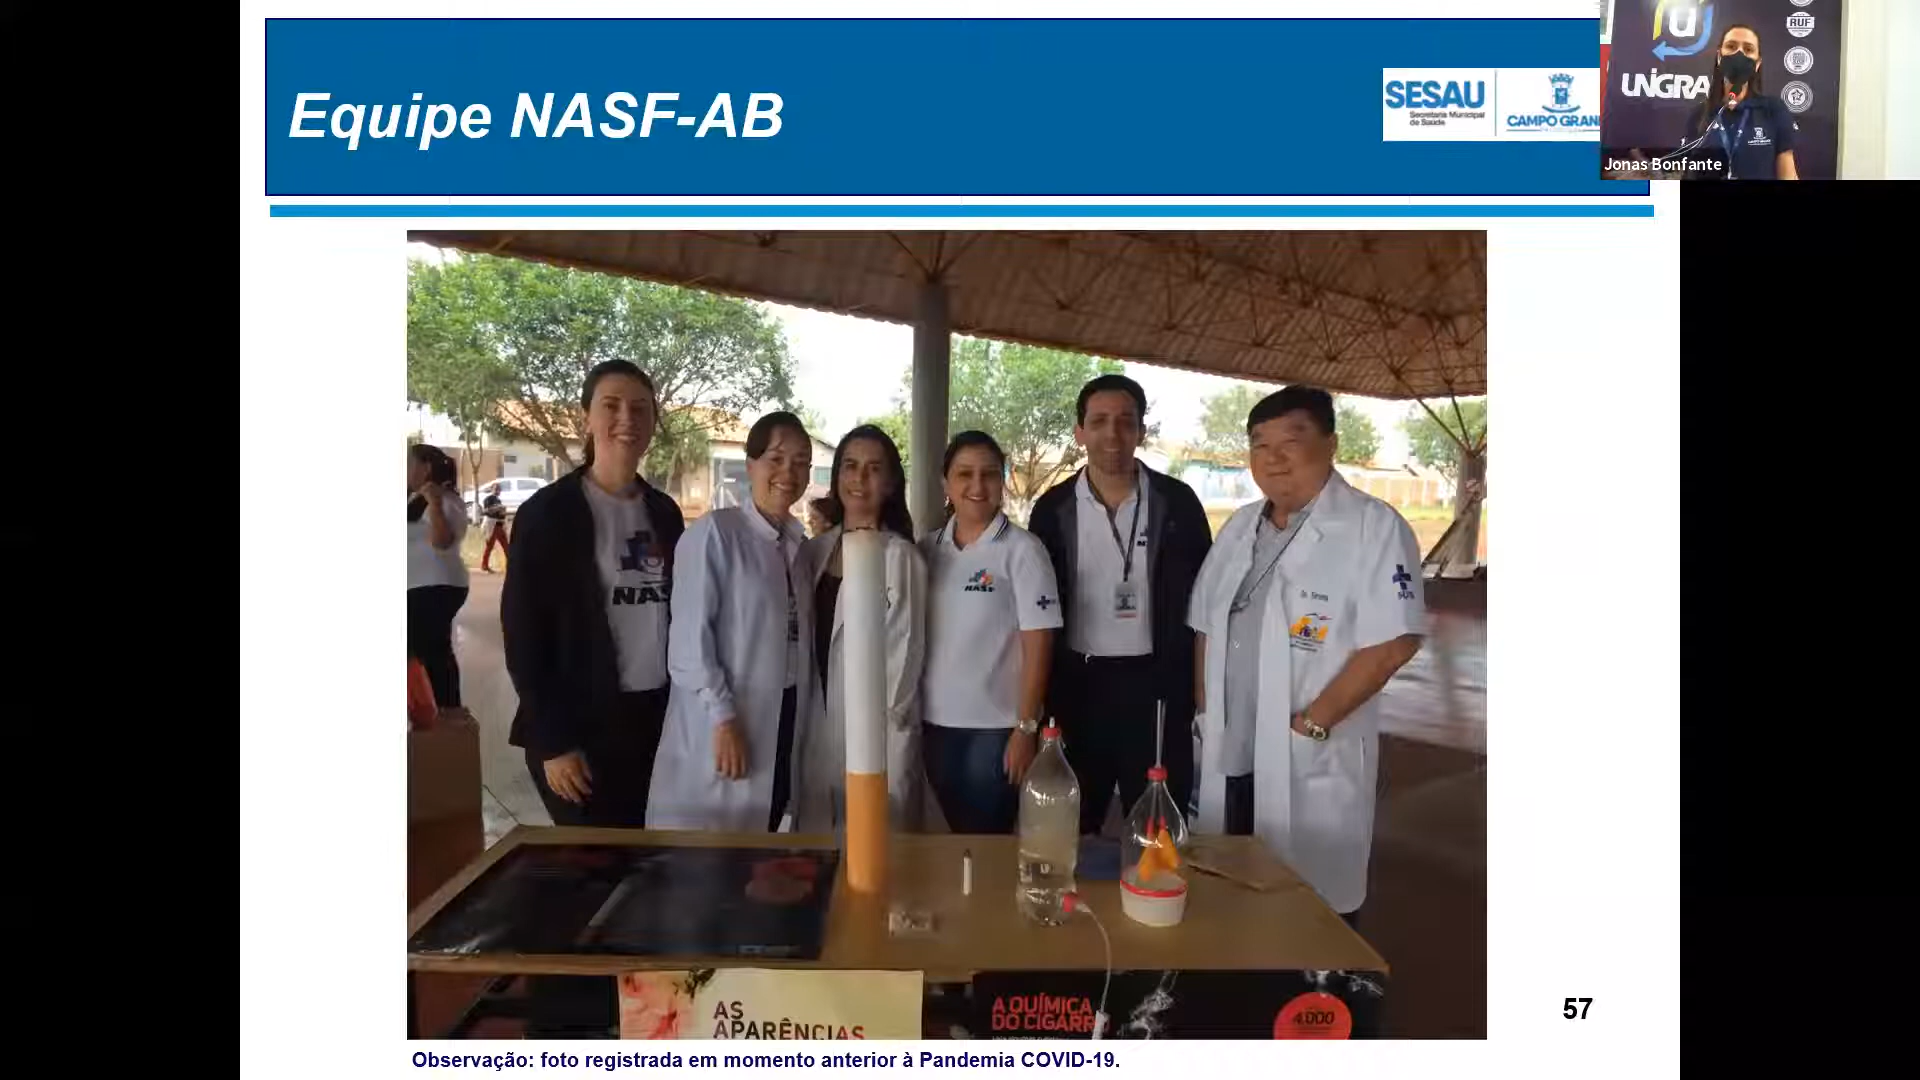 Equipe NASF-AB
SESAU
Secretaria Municipal
de Saúde
CAMPO GRAN
RUF
UNIGRA
Jonas Bonfante
NAS
NASF
SUS
AS
APARÊNCIAS
A QUÍMICA
DO CIGARR
4.000
57
Observação: foto registrada em momento anterior à Pandemia COVID-19.